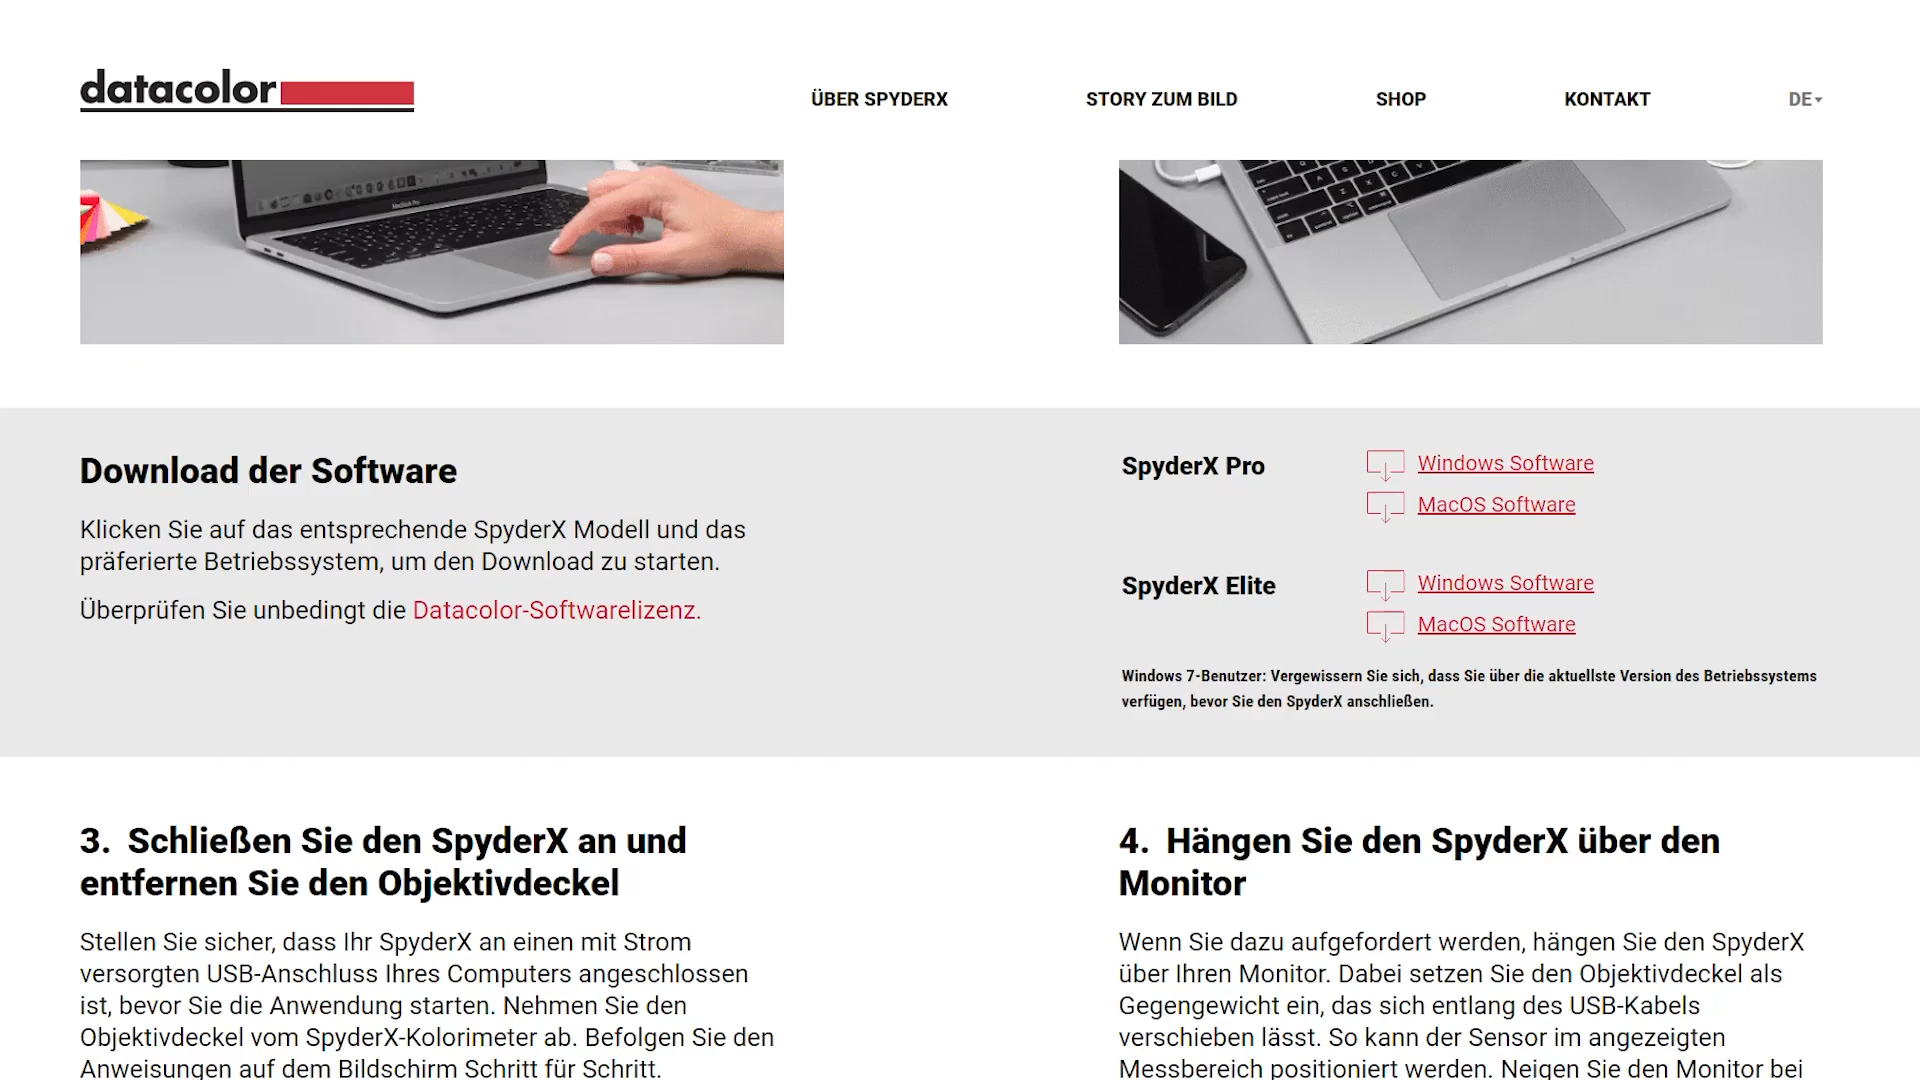 datacolor
ÜBER SPYDERX
STORY ZUM BILD
SHOP
KONTAKT
DE
MacBook Pro
Download der Software
Klicken Sie auf das entsprechende SpyderX Modell und das
präferierte Betriebssystem, um den Download zu starten.
Überprüfen Sie unbedingt die Datacolor-Softwarelizenz.
SpyderX Pro
Windows Software
MacOS Software
SpyderX Elite
Windows Software
MacOS Software
Windows 7-Benutzer: Vergewissern Sie sich, dass Sie über die aktuellste Version des Betriebssystems
verfügen, bevor Sie den SpyderX anschließen.
3. Schließen Sie den SpyderX an und
entfernen Sie den Objektivdeckel
Stellen Sie sicher, dass Ihr SpyderX an einen mit Strom
versorgten USB-Anschluss Ihres Computers angeschlossen
ist, bevor Sie die Anwendung starten. Nehmen Sie den
Objektivdeckel vom SpyderX-Kolorimeter ab. Befolgen Sie den
Anweisungen auf dem Bildschirm Schritt für Schritt.
4. Hängen Sie den SpyderX über den
Monitor
Wenn Sie dazu aufgefordert werden, hängen Sie den SpyderX
über Ihren Monitor. Dabei setzen Sie den Objektivdeckel als
Gegengewicht ein, das sich entlang des USB-Kabels
verschieben lässt. So kann der Sensor im angezeigten
Messbereich positioniert werden. Neigen Sie den Monitor bei